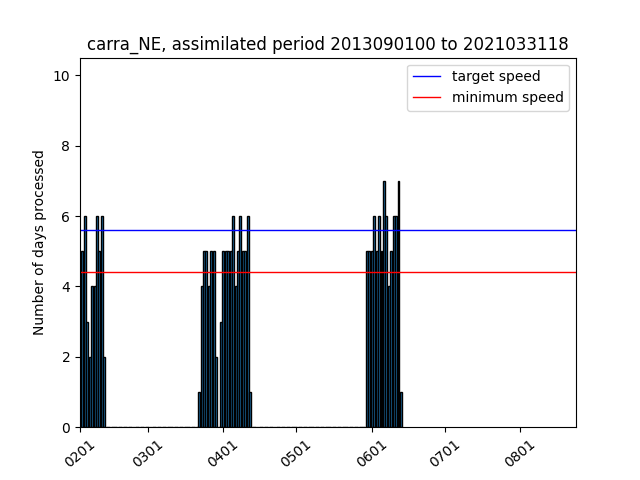 carra_NE, assimilated period 2013090100 to 2021033118
target speed
minimum speed
Number of days processed
10
8
6
4
2
0
0201 0301 0401 0501 0601 0701 0801